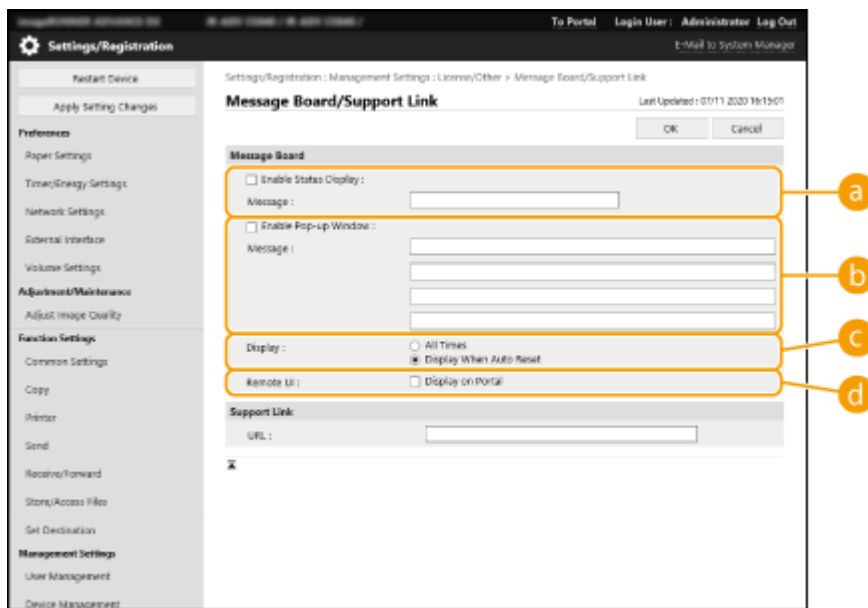 To Portal Login User : Administrator Log Out
Settings/Registration
E-Mail to System Manager
Restart Device
Apply Setting Changes
Preferences
Paper Settings
Timer/Energy Settings
Network Settings
External Interface
Volume Settings
Adjustment/Maintenance
Adjust Image Quality
Function Settings
Common Settings
Copy
Printer
Send
Receive/Forward
Store/Access Files
Set Destination
Management Settings
User Management
Device Management
Settings/Registration : Management Settings : License/Other > Message Board/Support Link
Message Board/Support Link
Last Updated : 07/11 2020 16:15:01
OK Cancel
Message Board
Enable Status Display :
Message :
a
Enable Pop-up Window :
Message :
b
Display :
All Times
Display When Auto Reset
c
Remote UI :
Display on Portal
d
Support Link
URL :